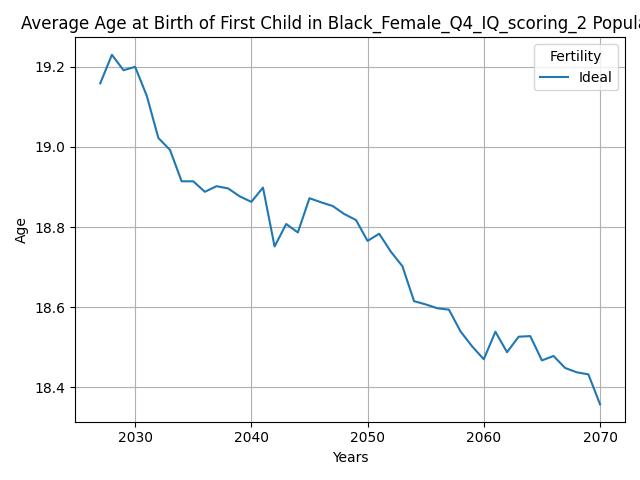 Average Age at Birth of First Child in Black_Female_Q4_IQ_scoring_2 Popula
Fertility
Ideal
19.2
19.0
18.8
18.6
18.4
Age
2030 2040 2050 2060 2070
Years